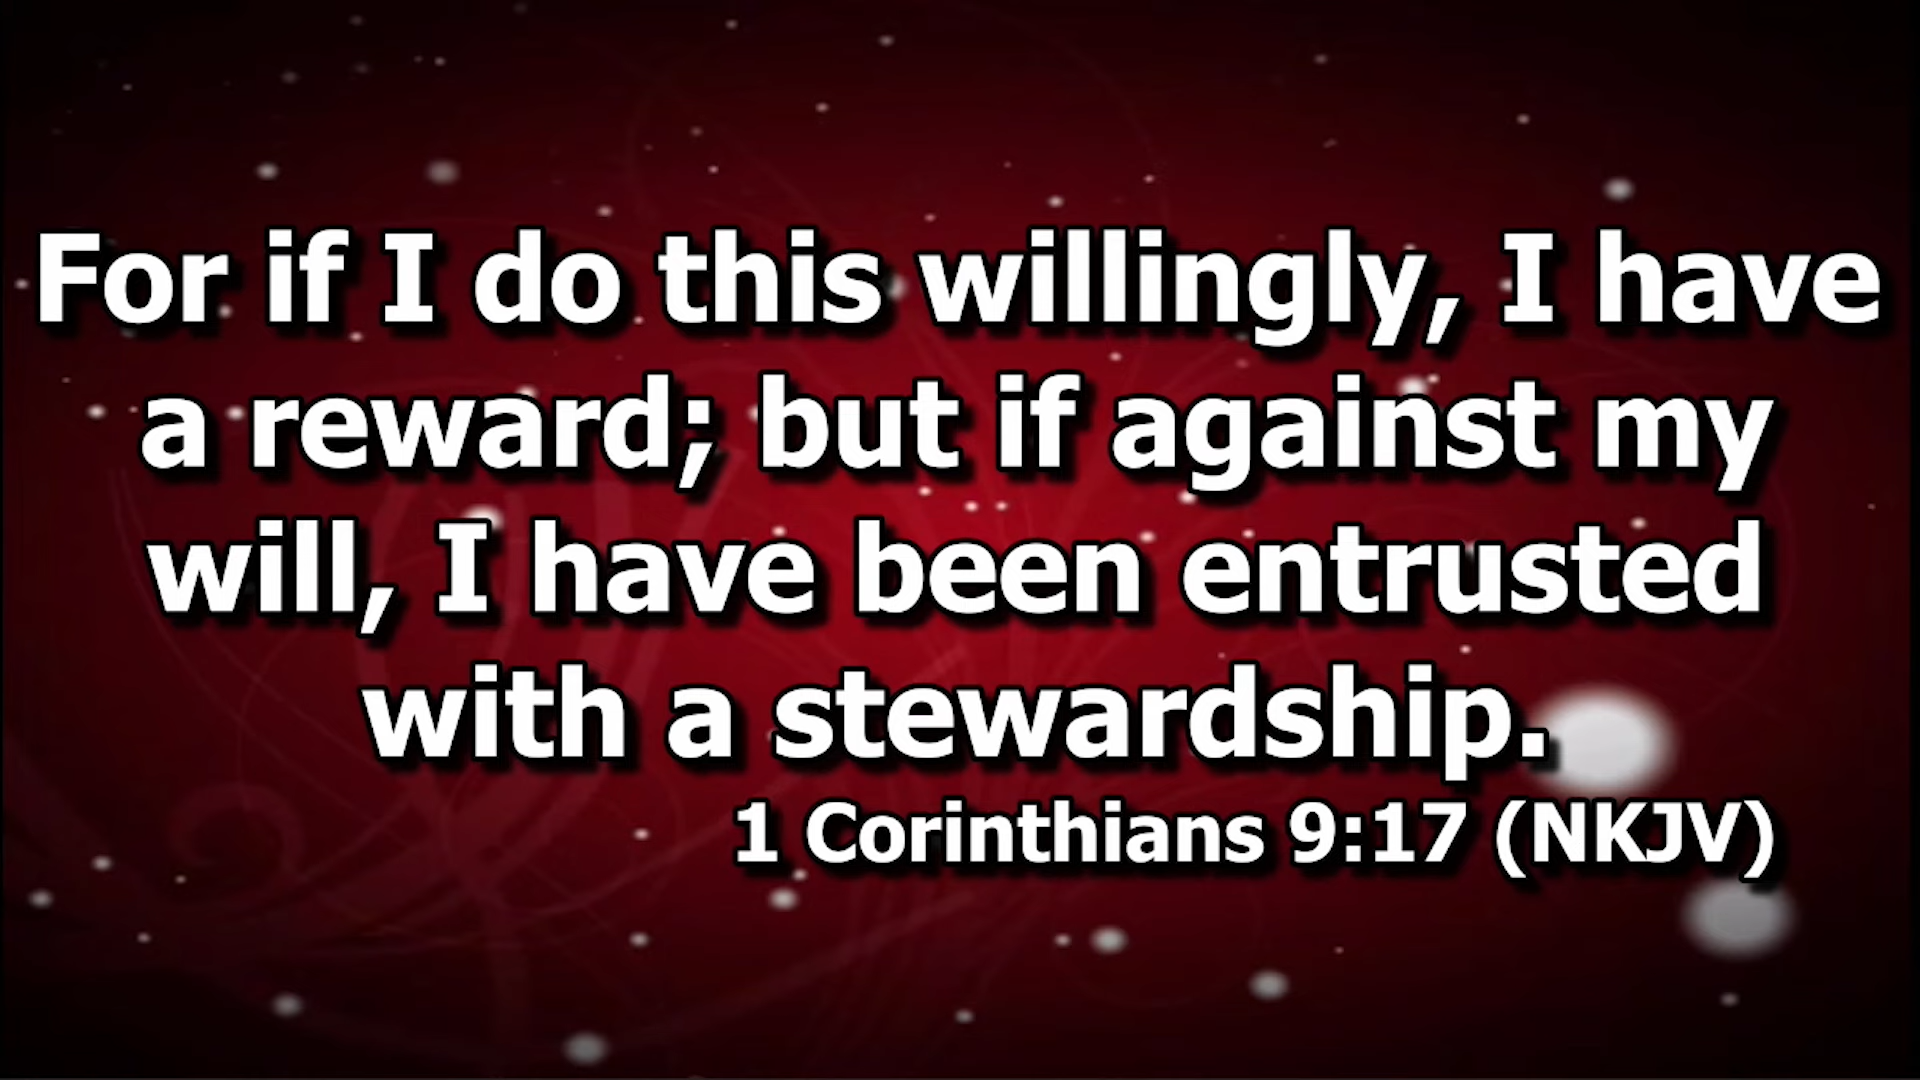 For if I do this willingly, I have
a reward; but if against my
will, I have been entrusted
with a stewardship.
1 Corinthians 9:17 (NKJV)